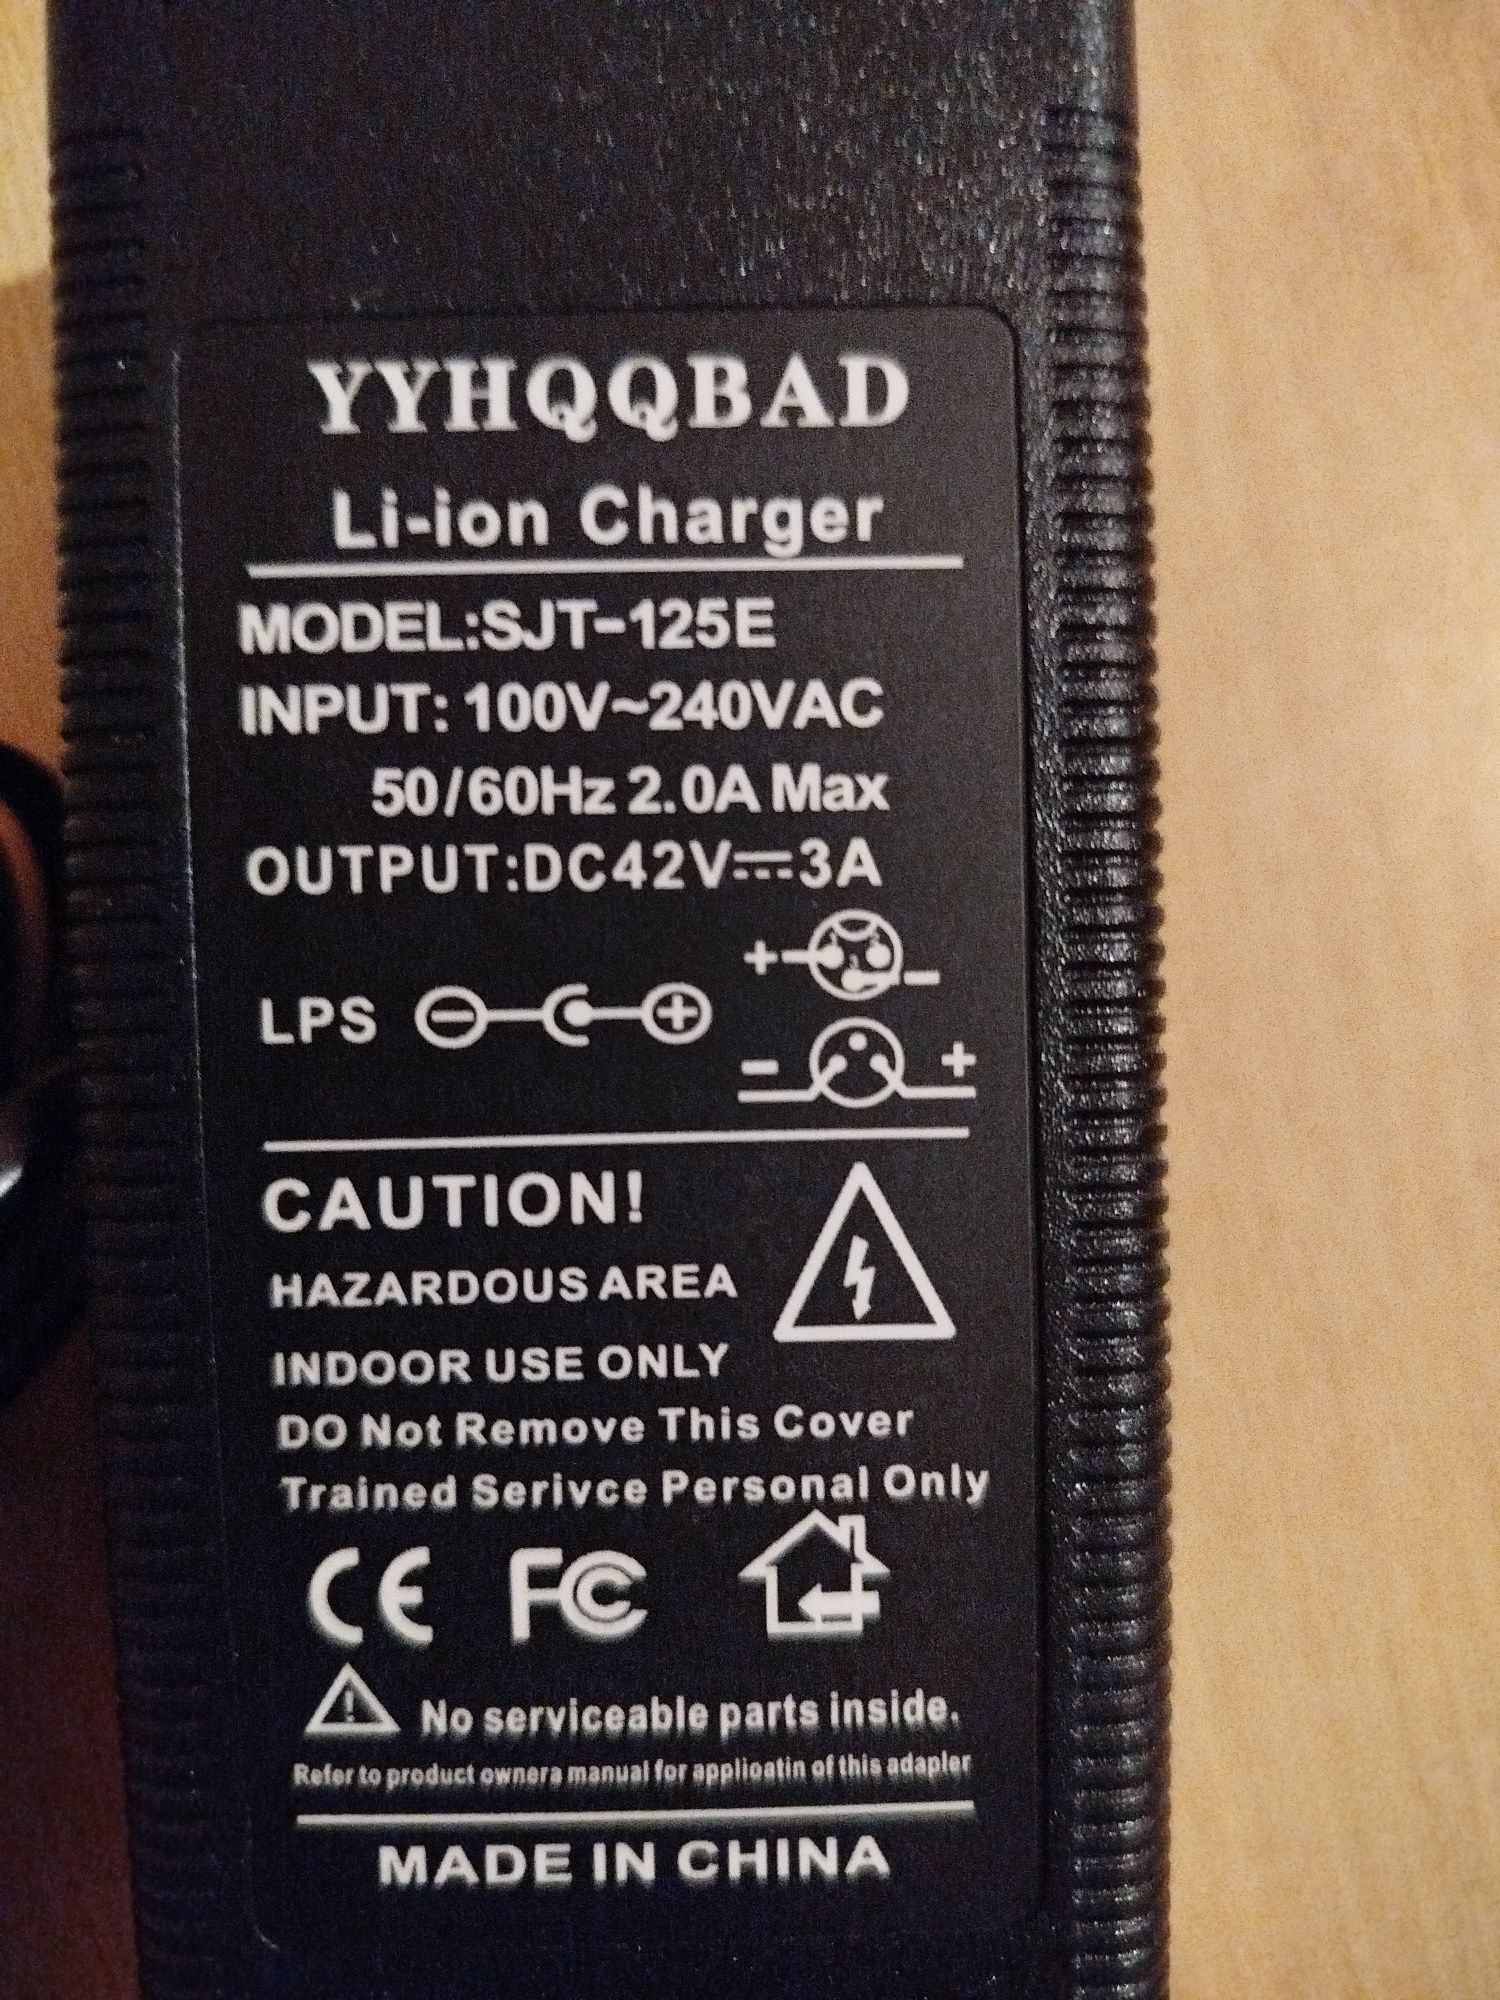 YYHQQBAD
Li-ion Charger
MODEL:SJT-125E
INPUT: 100V~240VAC
50/60Hz 2.0A Max
OUTPUT:DC42V⎓3A
+ -
LPS - +
- +
CAUTION!
HAZARDOUS AREA
INDOOR USE ONLY
DO Not Remove This Cover
Trained Serivce Personal Only
CE FC
! No serviceable parts inside.
Refer to product ownera manual for applioatin of this adapler
MADE IN CHINA